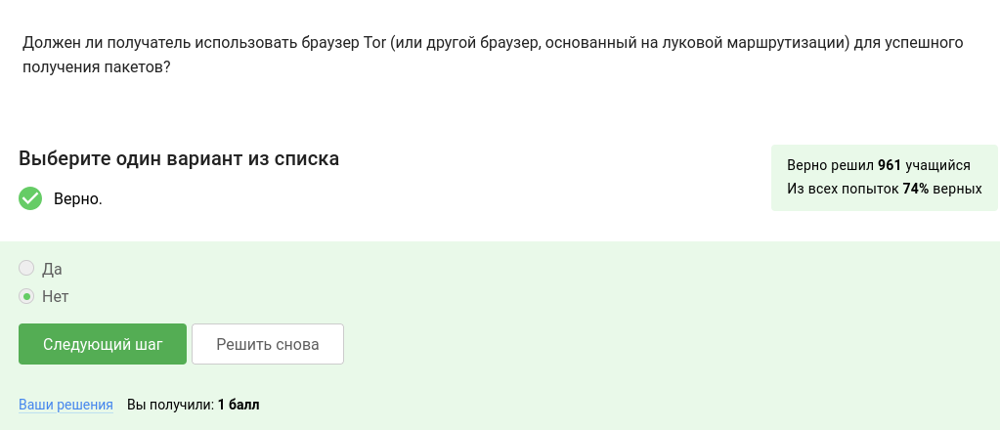 Должен ли получатель использовать браузер Tor (или другой браузер, основанный на луковой маршрутизации) для успешного
получения пакетов?
Выберите один вариант из списка
Верно.
Верно решил 961 учащийся
Из всех попыток 74% верных
Да
Нет
Следующий шаг
Решить снова
Ваши решения Вы получили: 1 балл